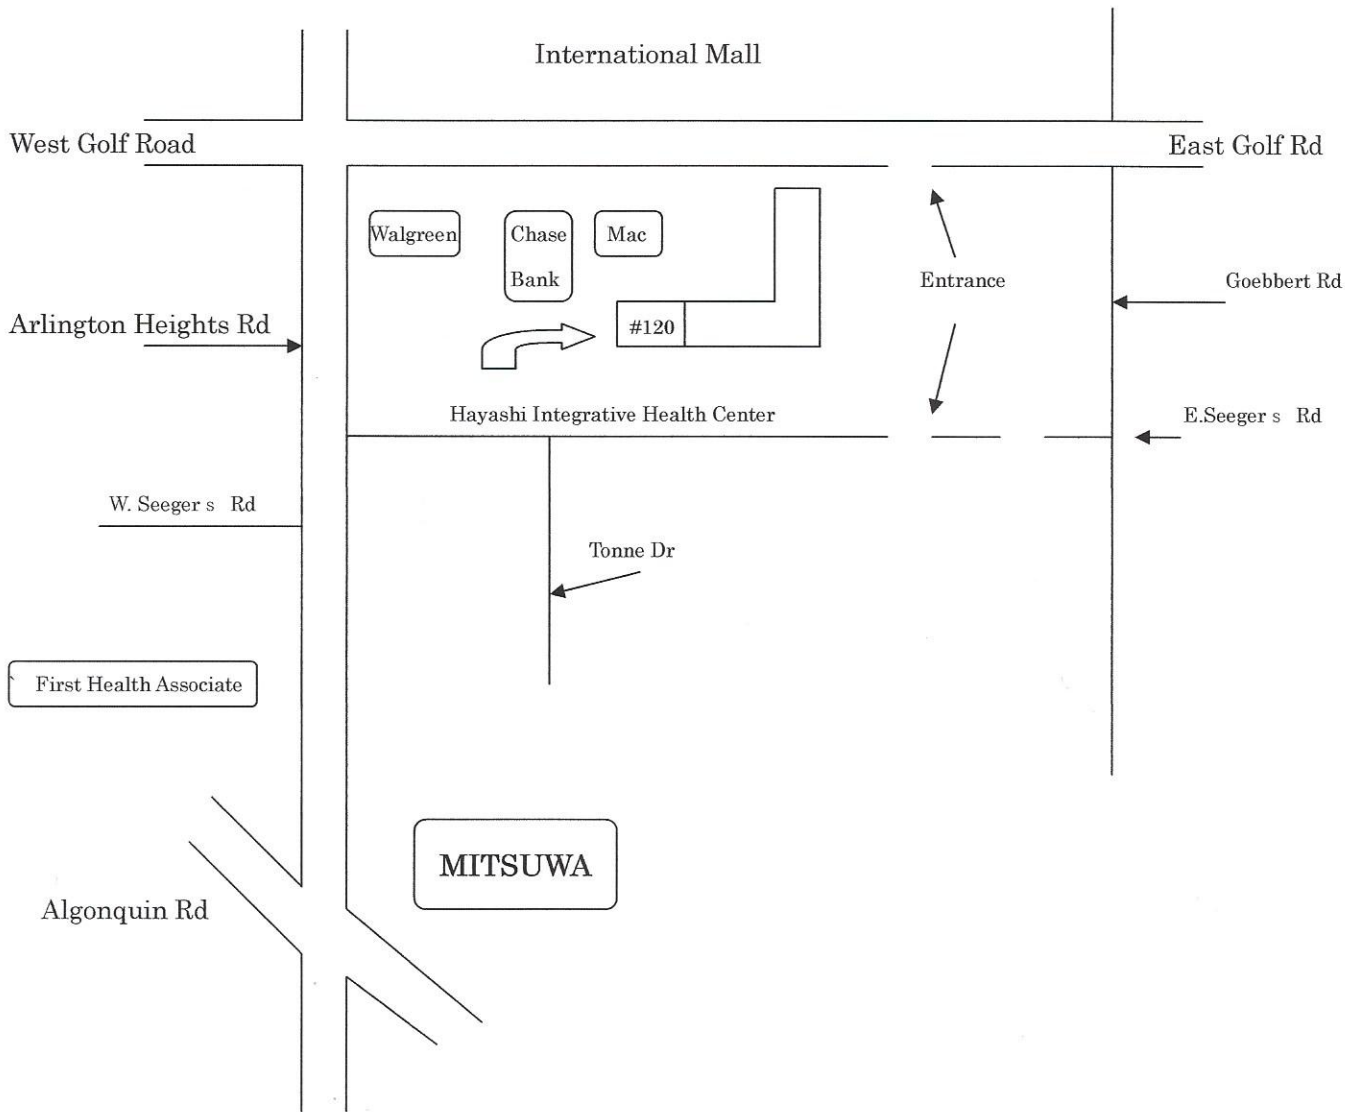 International Mall
West Golf Road
East Golf Rd
Walgreen
Chase
Bank
Mac
Entrance
Goebbert Rd
Arlington Heights Rd
#120
Hayashi Integrative Health Center
E.Seeger s Rd
W. Seeger s Rd
Tonne Dr
First Health Associate
MITSUWA
Algonquin Rd